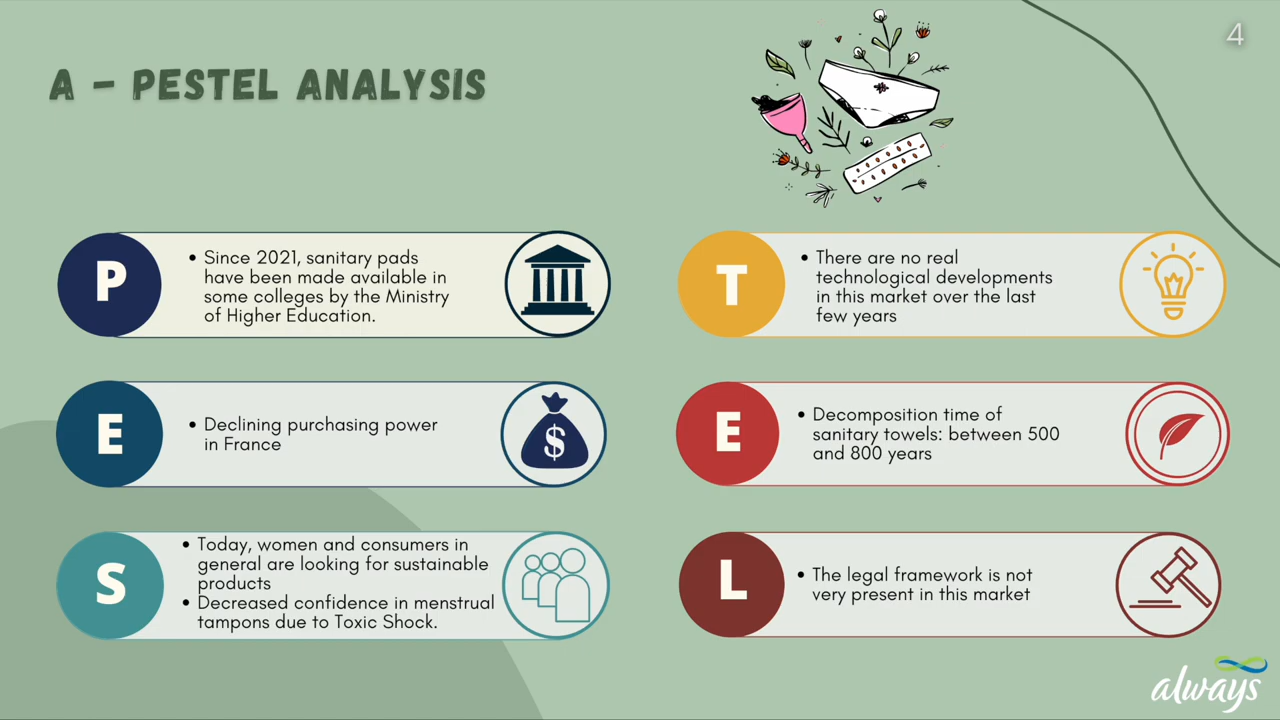 4
A - PESTEL ANALYSIS
P
• Since 2021, sanitary pads
have been made available in
some colleges by the Ministry
of Higher Education.
E
• Declining purchasing power
in France
$
S
• Today, women and consumers in
general are looking for sustainable
products
• Decreased confidence in menstrual
tampons due to Toxic Shock.
T
• There are no real
technological developments
in this market over the last
few years
E
• Decomposition time of
sanitary towels: between 500
and 800 years
L
• The legal framework is not
very present in this market
always